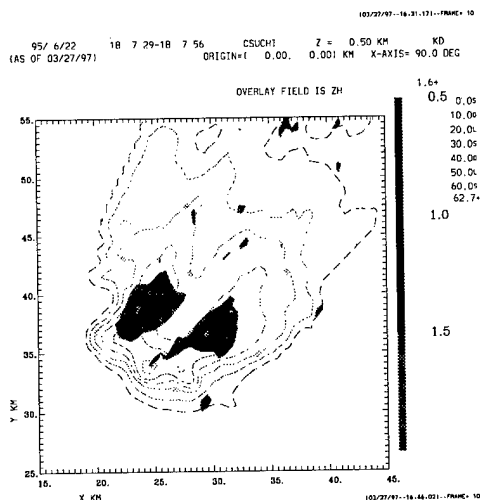 (03/27/97--16.31.17)--FRAME= 10
95/ 6/22 18 7 29-18 7 56 CSUCHI Z = 0.50 KM KD
(AS OF 03/27/97) ORIGIN=( 0.00, 0.00) KM X-AXIS= 90.0 DEG
OVERLAY FIELD IS ZH
1.6+
0.5
1.0
1.5
0.0S
10.0D
20.0L
30.0S
40.0D
50.0L
60.0S
62.7+
55.
50.
45.
40.
35.
30.
25.
Y KM
15. 20. 25. 30. 35. 40. 45.
X KM
(03/27/97--16.46.02)--FRAME= 10